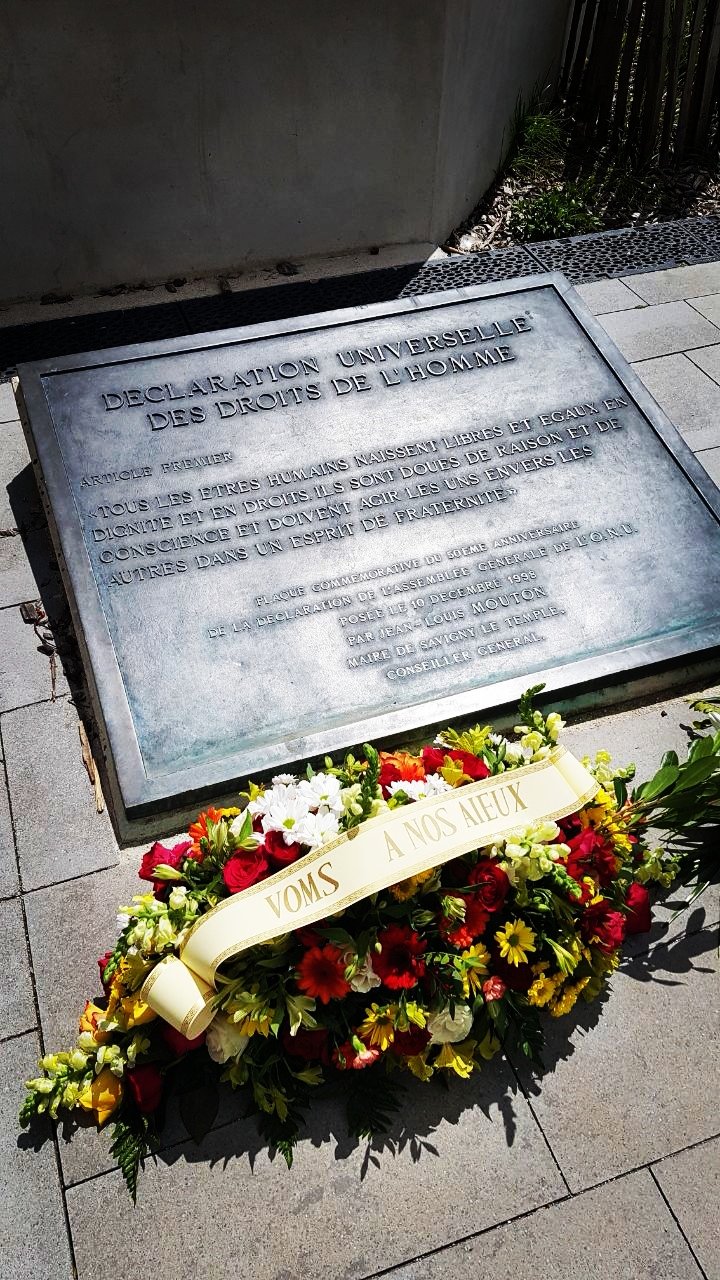 DECLARATION UNIVERSELLE
DES DROITS DE L'HOMME
ARTICLE PREMIER
«TOUS LES ETRES HUMAINS NAISSENT LIBRES ET EGAUX EN
DIGNITE ET EN DROITS. ILS SONT DOUES DE RAISON ET DE
CONSCIENCE ET DOIVENT AGIR LES UNS ENVERS LES
AUTRES DANS UN ESPRIT DE FRATERNITE»
PLAQUE COMMEMORATIVE DU 50EME ANNIVERSAIRE
DE LA DECLARATION DE L'ASSEMBLEE GENERALE DE L'O.N.U.
POSEE LE 10 DECEMBRE 1998
PAR JEAN-LOUIS MOUTON
MAIRE DE SAVIGNY LE TEMPLE.
CONSEILLER GENERAL.
VOMS A NOS AIEUX